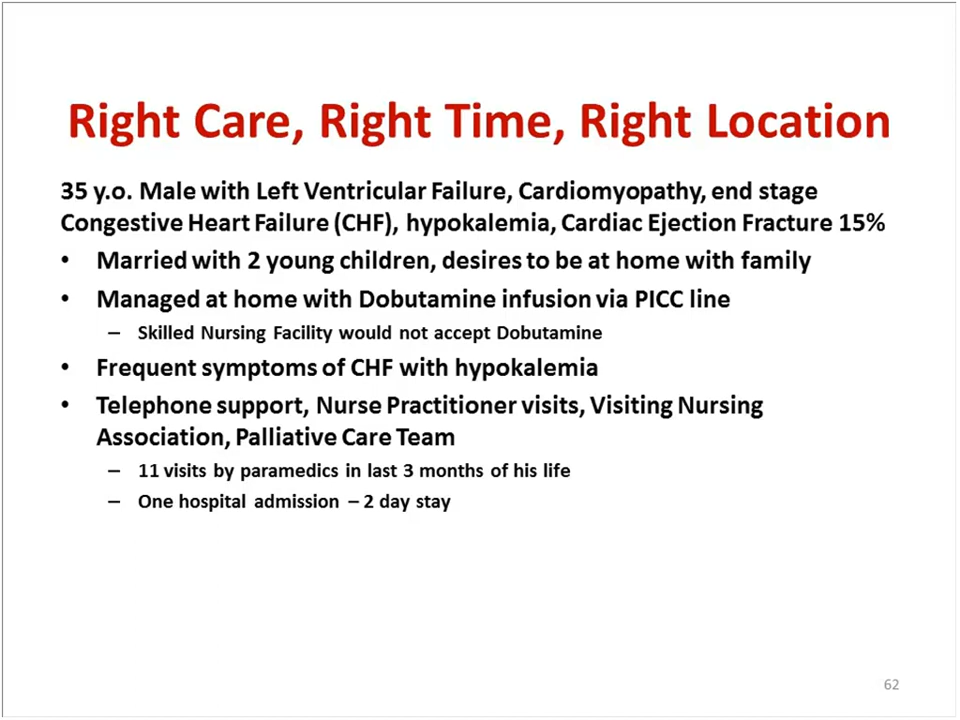 Right Care, Right Time, Right Location
35 y.o. Male with Left Ventricular Failure, Cardiomyopathy, end stage
Congestive Heart Failure (CHF), hypokalemia, Cardiac Ejection Fracture 15%
• Married with 2 young children, desires to be at home with family
• Managed at home with Dobutamine infusion via PICC line
– Skilled Nursing Facility would not accept Dobutamine
• Frequent symptoms of CHF with hypokalemia
• Telephone support, Nurse Practitioner visits, Visiting Nursing
Association, Palliative Care Team
– 11 visits by paramedics in last 3 months of his life
– One hospital admission – 2 day stay
62